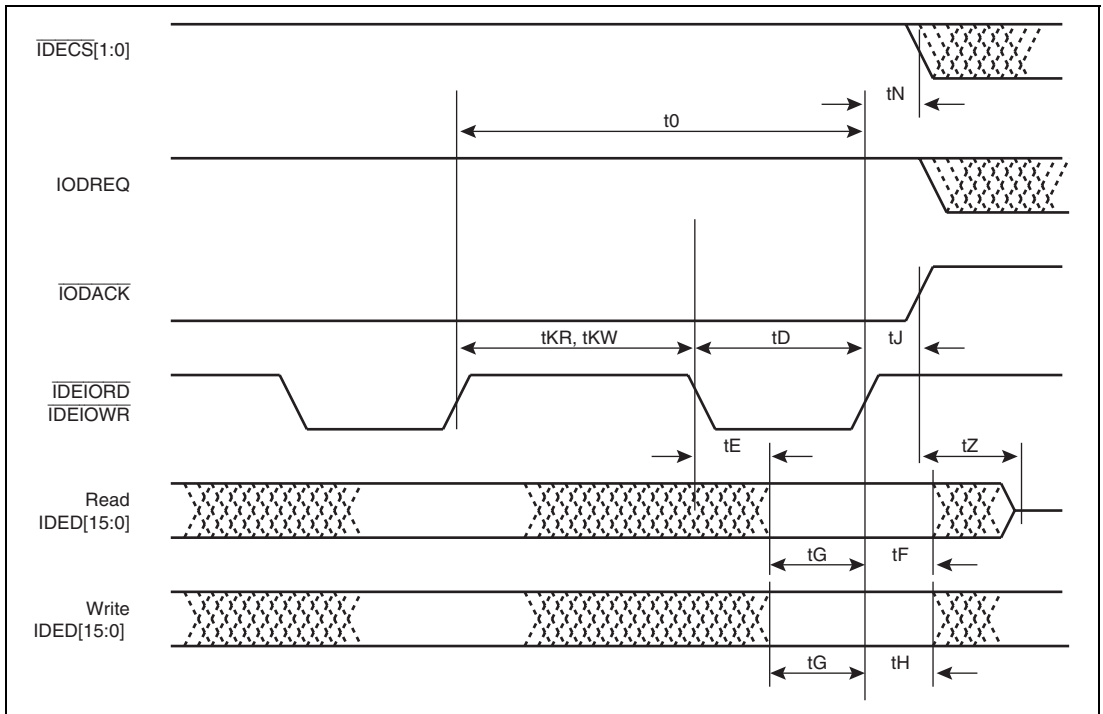 IDECS[1:0]
tN
t0
IODREQ
IODACK
tKR, tKW
tD
tJ
IDEIORD
IDEIOWR
tE
tZ
Read
IDED[15:0]
tG
tF
Write
IDED[15:0]
tG
tH